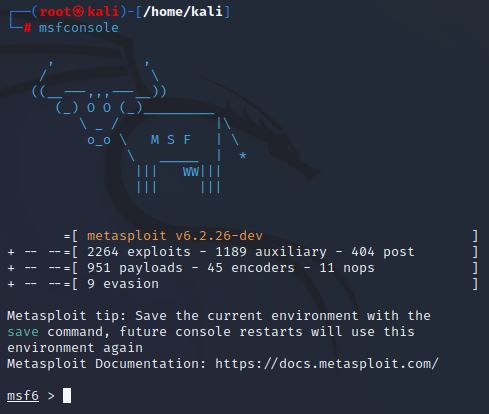 ┌──(root㉿kali)-[/home/kali]
└─# msfconsole
     ,           ,
    /             \
   ((__---,,,---__))
      (_) O O (_)_________
         \ _ /            |\
          o_o \   M S F   | \
               \   _____  |  *
                |||   WW|||
                |||     |||
       =[ metasploit v6.2.26-dev                          ]
+ -- --=[ 2264 exploits - 1189 auxiliary - 404 post       ]
+ -- --=[ 951 payloads - 45 encoders - 11 nops            ]
+ -- --=[ 9 evasion                                       ]
Metasploit tip: Save the current environment with the
save command, future console restarts will use this
environment again
Metasploit Documentation: https://docs.metasploit.com/
msf6 >